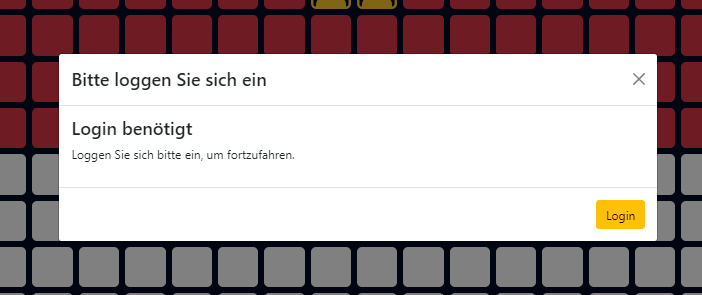 Bitte loggen Sie sich ein
Login benötigt
Loggen Sie sich bitte ein, um fortzufahren.
Login